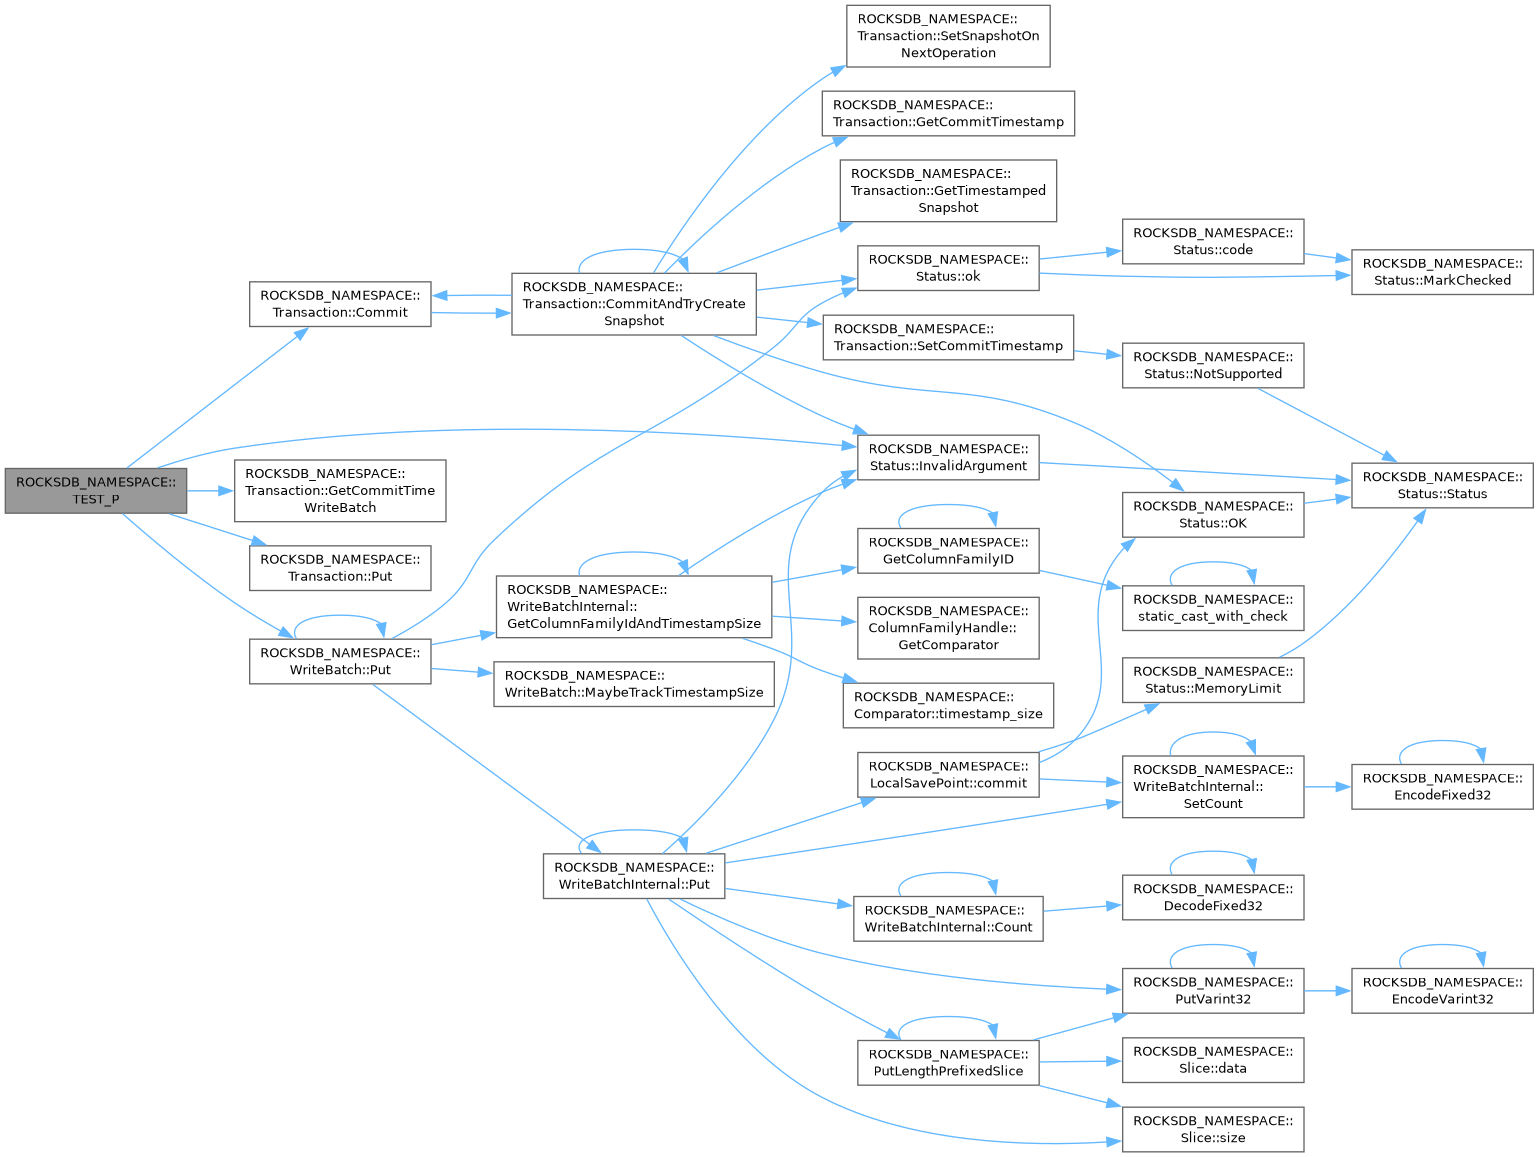 ROCKSDB_NAMESPACE::
TEST_P
ROCKSDB_NAMESPACE::
Transaction::Commit
ROCKSDB_NAMESPACE::
Transaction::GetCommitTime
WriteBatch
ROCKSDB_NAMESPACE::
Transaction::Put
ROCKSDB_NAMESPACE::
WriteBatch::Put
ROCKSDB_NAMESPACE::
Transaction::CommitAndTryCreate
Snapshot
ROCKSDB_NAMESPACE::
WriteBatchInternal::
GetColumnFamilyIdAndTimestampSize
ROCKSDB_NAMESPACE::
WriteBatch::MaybeTrackTimestampSize
ROCKSDB_NAMESPACE::
WriteBatchInternal::Put
ROCKSDB_NAMESPACE::
Transaction::SetSnapshotOn
NextOperation
ROCKSDB_NAMESPACE::
Transaction::GetCommitTimestamp
ROCKSDB_NAMESPACE::
Transaction::GetTimestamped
Snapshot
ROCKSDB_NAMESPACE::
Status::ok
ROCKSDB_NAMESPACE::
Transaction::SetCommitTimestamp
ROCKSDB_NAMESPACE::
Status::InvalidArgument
ROCKSDB_NAMESPACE::
GetColumnFamilyID
ROCKSDB_NAMESPACE::
ColumnFamilyHandle::
GetComparator
ROCKSDB_NAMESPACE::
Comparator::timestamp_size
ROCKSDB_NAMESPACE::
LocalSavePoint::commit
ROCKSDB_NAMESPACE::
WriteBatchInternal::Count
ROCKSDB_NAMESPACE::
PutLengthPrefixedSlice
ROCKSDB_NAMESPACE::
Status::code
ROCKSDB_NAMESPACE::
Status::NotSupported
ROCKSDB_NAMESPACE::
Status::OK
ROCKSDB_NAMESPACE::
static_cast_with_check
ROCKSDB_NAMESPACE::
Status::MemoryLimit
ROCKSDB_NAMESPACE::
WriteBatchInternal::
SetCount
ROCKSDB_NAMESPACE::
DecodeFixed32
ROCKSDB_NAMESPACE::
PutVarint32
ROCKSDB_NAMESPACE::
Slice::data
ROCKSDB_NAMESPACE::
Slice::size
ROCKSDB_NAMESPACE::
Status::MarkChecked
ROCKSDB_NAMESPACE::
Status::Status
ROCKSDB_NAMESPACE::
EncodeFixed32
ROCKSDB_NAMESPACE::
EncodeVarint32